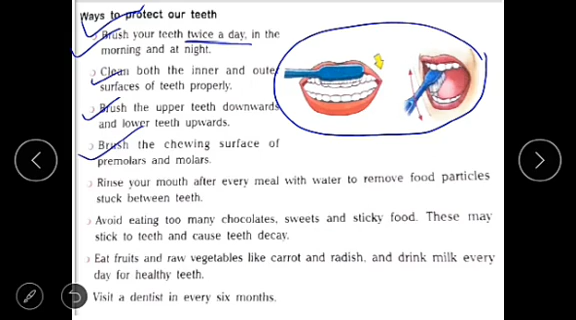 Ways to protect our teeth
Brush your teeth twice a day, in the
morning and at night.
Clean both the inner and outer
surfaces of teeth properly.
Brush the upper teeth downwards
and lower teeth upwards.
Brush the chewing surface of
premolars and molars.
Rinse your mouth after every meal with water to remove food particles
stuck between teeth.
Avoid eating too many chocolates, sweets and sticky food. These may
stick to teeth and cause teeth decay.
Eat fruits and raw vegetables like carrot and radish, and drink milk every
day for healthy teeth.
Visit a dentist in every six months.